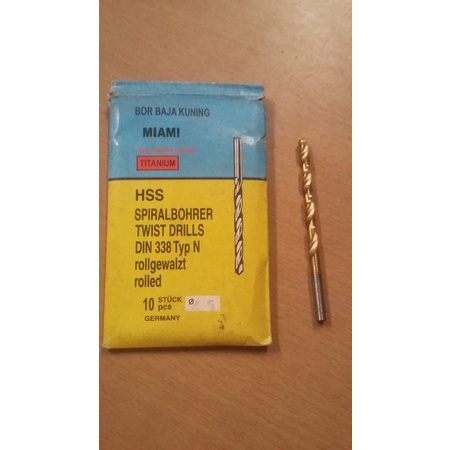 BOR BAJA KUNING
MIAMI
TITANIUM
HSS
SPIRALBOHRER
TWIST DRILLS
DIN 338 Typ N
rollgewalzt
rolled
10 STÜCK
pcs
Ø
GERMANY